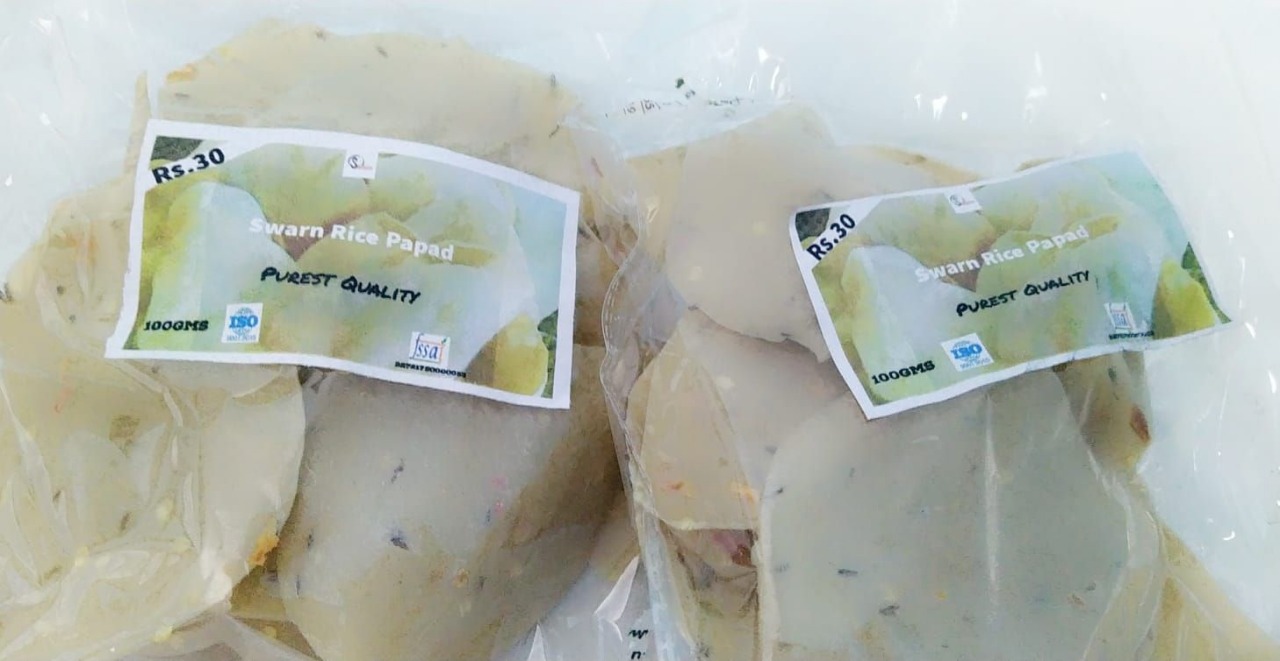 Rs.30
Swarn Rice Papad
PUREST QUALITY
100GMS
ISO
fssai
Rs.30
Swarn Rice Papad
PUREST QUALITY
100GMS
ISO
fssai